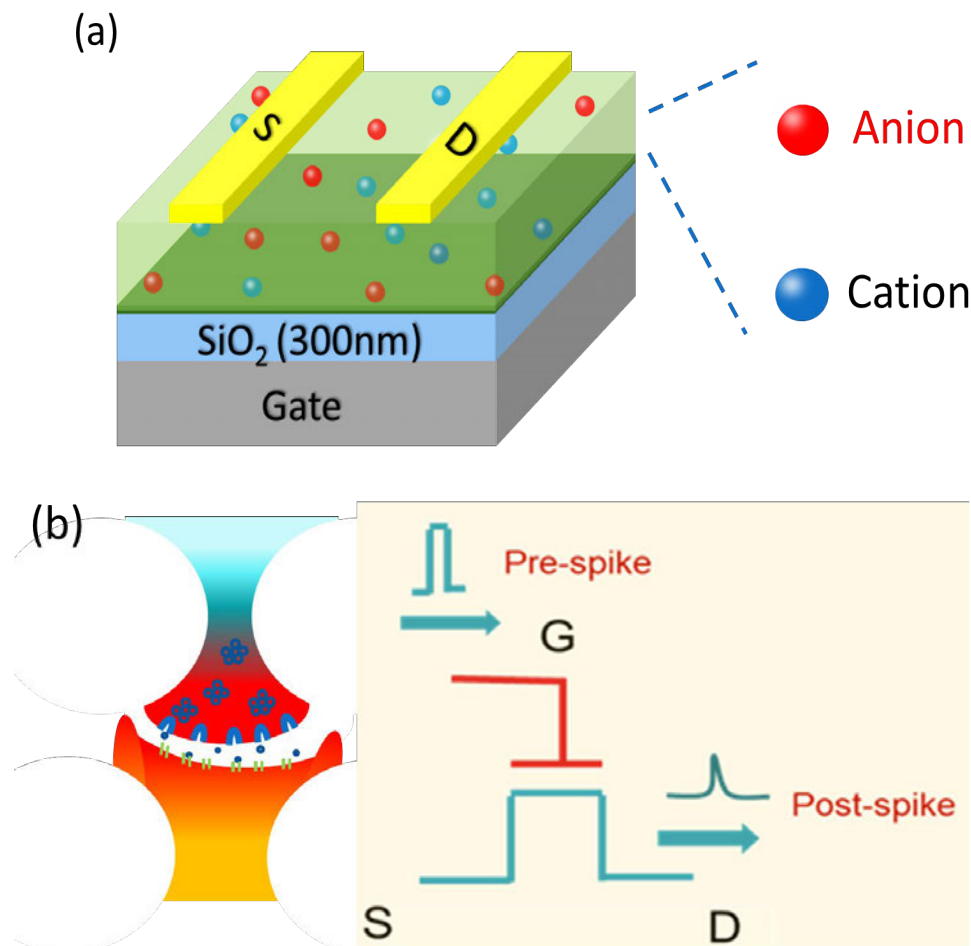 (a)
S
D
Anion
Cation
SiO₂ (300nm)
Gate
(b)
Pre-spike
G
Post-spike
S
D